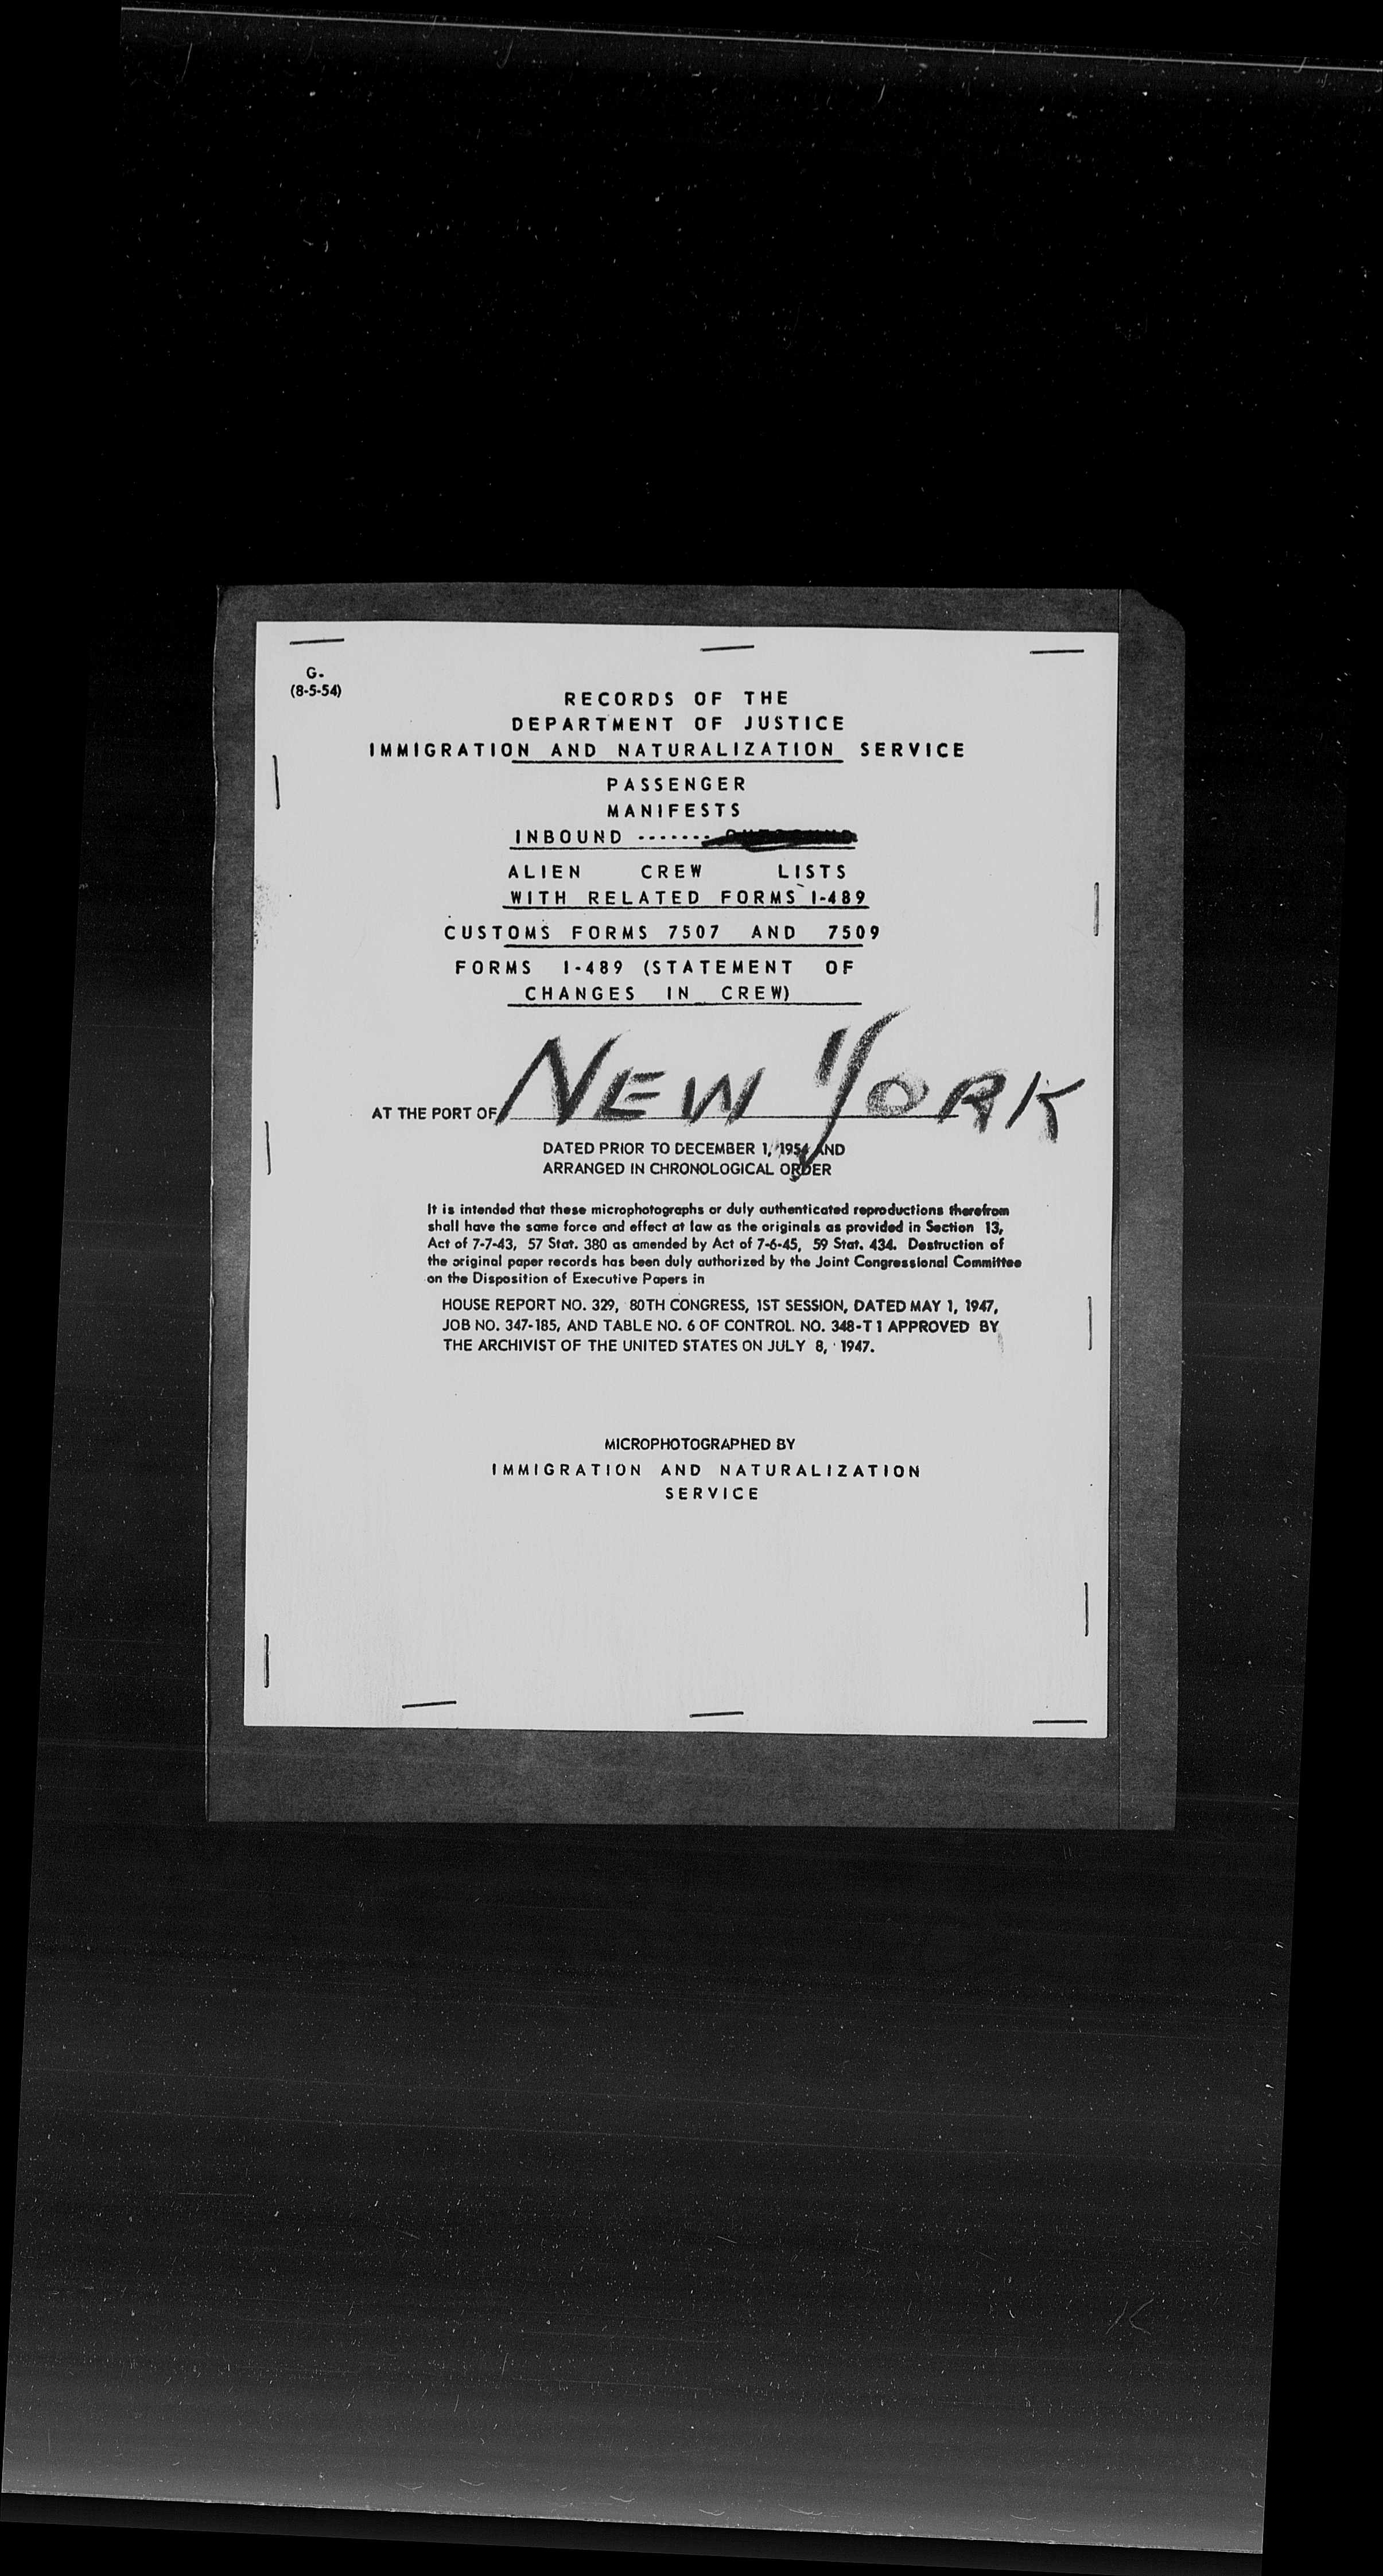 G-
(8-5-54)
RECORDS OF THE
DEPARTMENT OF JUSTICE
IMMIGRATION AND NATURALIZATION SERVICE
PASSENGER
MANIFESTS
INBOUND -------
ALIEN CREW LISTS
WITH RELATED FORMS I-489
CUSTOMS FORMS 7507 AND 7509
FORMS I-489 (STATEMENT OF
CHANGES IN CREW)
AT THE PORT OF NEW YORK
DATED PRIOR TO DECEMBER 1, 1954 AND
ARRANGED IN CHRONOLOGICAL ORDER
It is intended that these microphotographs or duly authenticated reproductions therefrom
shall have the same force and effect at law as the originals as provided in Section 13,
Act of 7-7-43, 57 Stat. 380 as amended by Act of 7-6-45, 59 Stat. 434. Destruction of
the original paper records has been duly authorized by the Joint Congressional Committee
on the Disposition of Executive Papers in
HOUSE REPORT NO. 329, 80TH CONGRESS, 1ST SESSION, DATED MAY 1, 1947,
JOB NO. 347-185, AND TABLE NO. 6 OF CONTROL NO. 348-T1 APPROVED BY
THE ARCHIVIST OF THE UNITED STATES ON JULY 8, 1947.
MICROPHOTOGRAPHED BY
IMMIGRATION AND NATURALIZATION
SERVICE